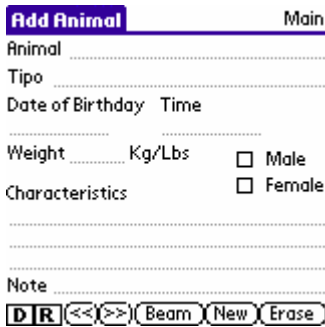 Add Animal Main
Animal
Tipo
Date of Birthday Time
Weight Kg/Lbs Male
Characteristics Female
Note
D R << >> Beam New Erase